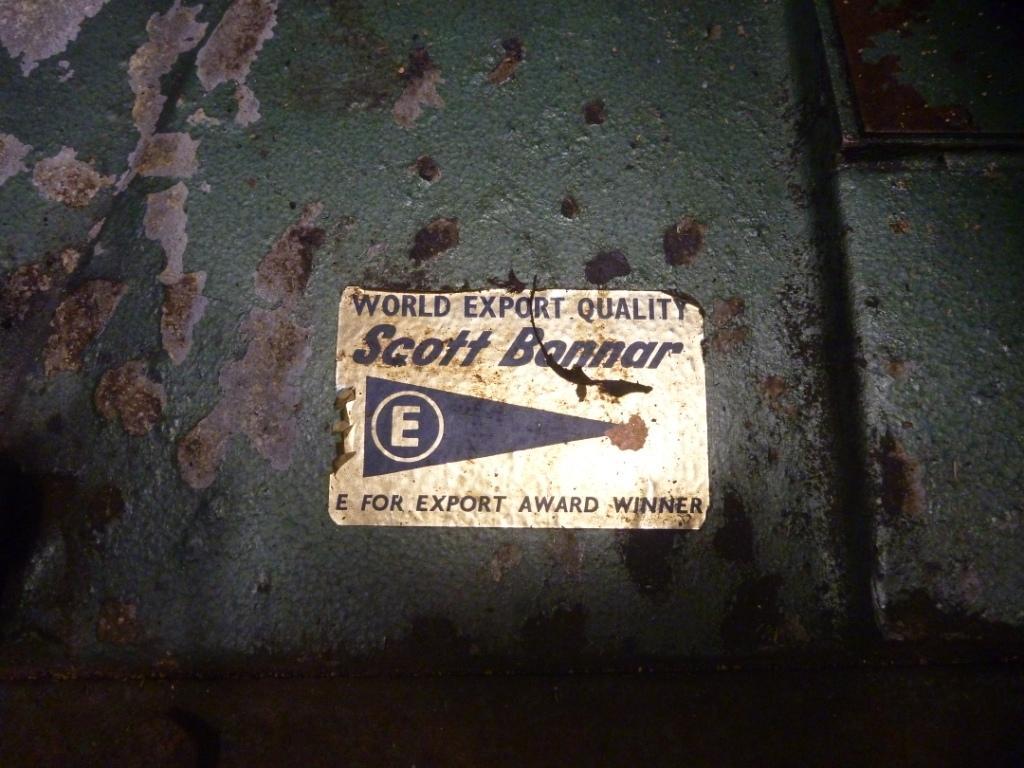 WORLD EXPORT QUALITY
Scott Bonnar
E
E FOR EXPORT AWARD WINNER